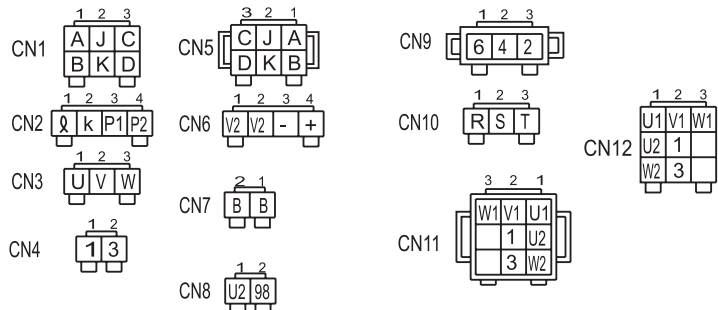 CN1
1 2 3
A J C
B K D
CN2
1 2 3 4
ℓ k P1 P2
CN3
1 2 3
U V W
CN4
1 2
1 3
CN5
3 2 1
C J A
D K B
CN6
1 2 3 4
V2 V2 - +
CN7
2 1
B B
CN8
1 2
U2 98
CN9
1 2 3
6 4 2
CN10
1 2 3
R S T
CN11
3 2 1
W1 V1 U1
1 U2
3 W2
CN12
1 2 3
U1 V1 W1
U2 1
W2 3